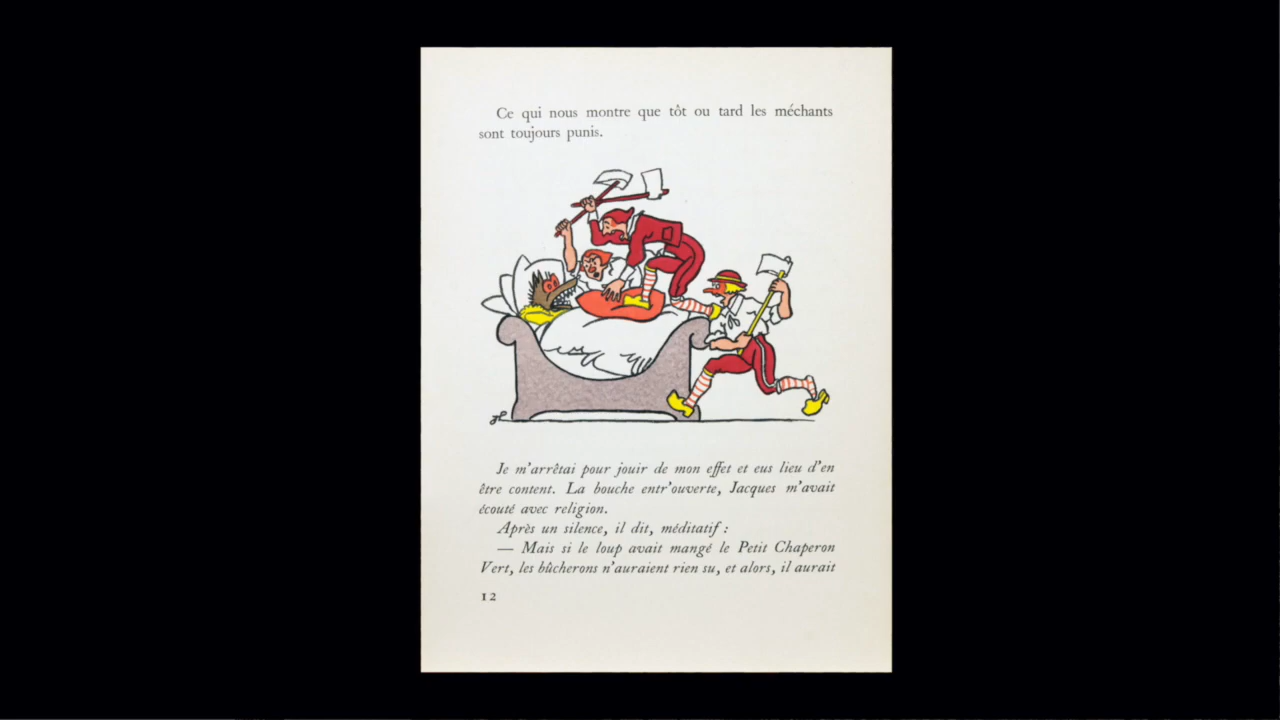 Ce qui nous montre que tôt ou tard les méchants
sont toujours punis.
Je m'arrêtai pour jouir de mon effet et eus lieu d'en
être content. La bouche entr'ouverte, Jacques m'avait
écouté avec religion.
Après un silence, il dit, méditatif :
— Mais si le loup avait mangé le Petit Chaperon
Vert, les bûcherons n'auraient rien su, et alors, il aurait
12